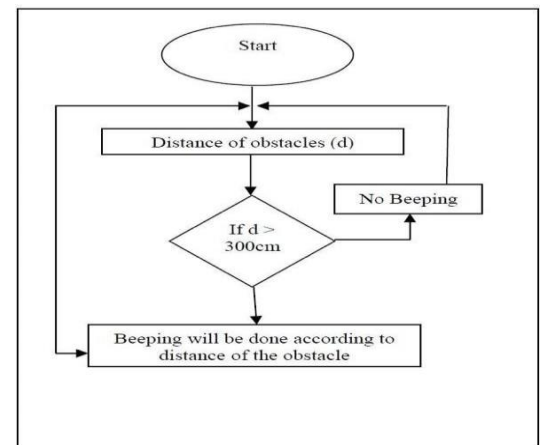 Start
Distance of obstacles (d)
No Beeping
If d >
300cm
Beeping will be done according to
distance of the obstacle